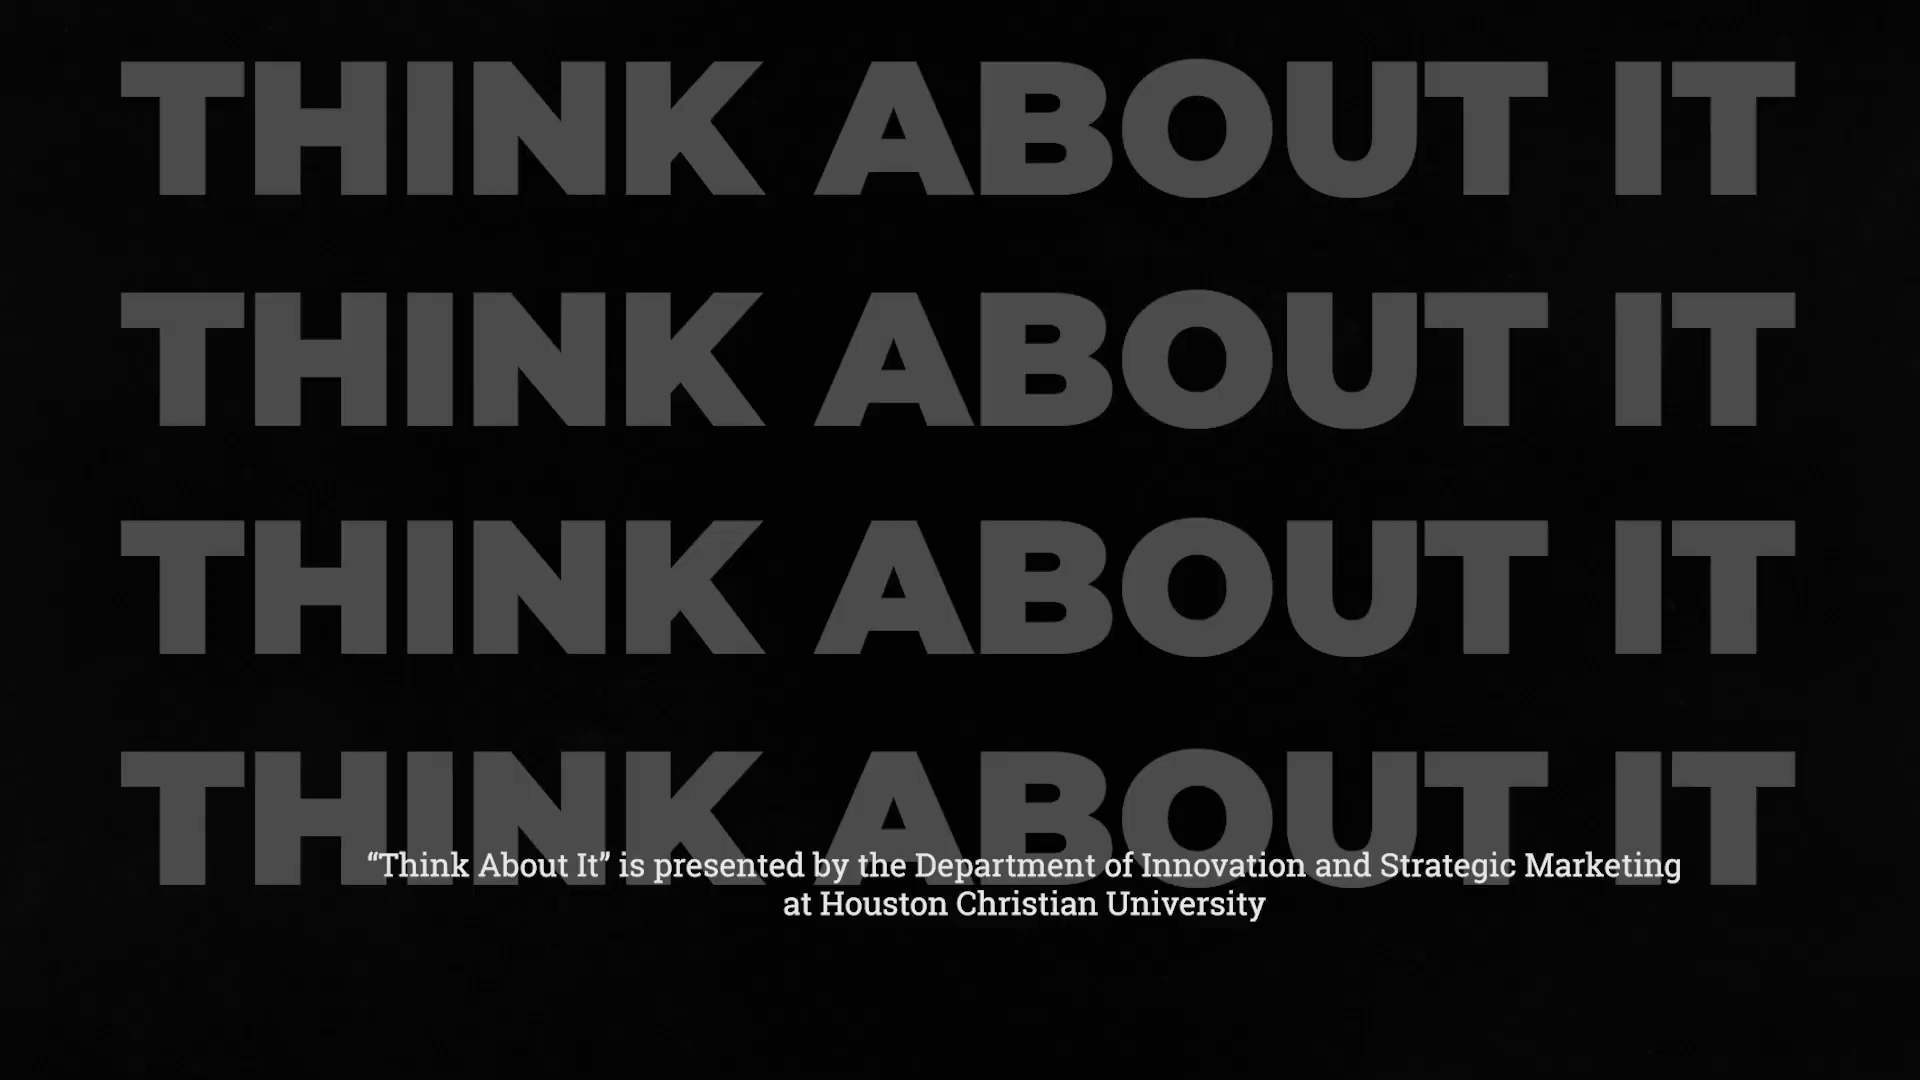 THINK ABOUT IT
THINK ABOUT IT
THINK ABOUT IT
THINK ABOUT IT
“Think About It” is presented by the Department of Innovation and Strategic Marketing
at Houston Christian University